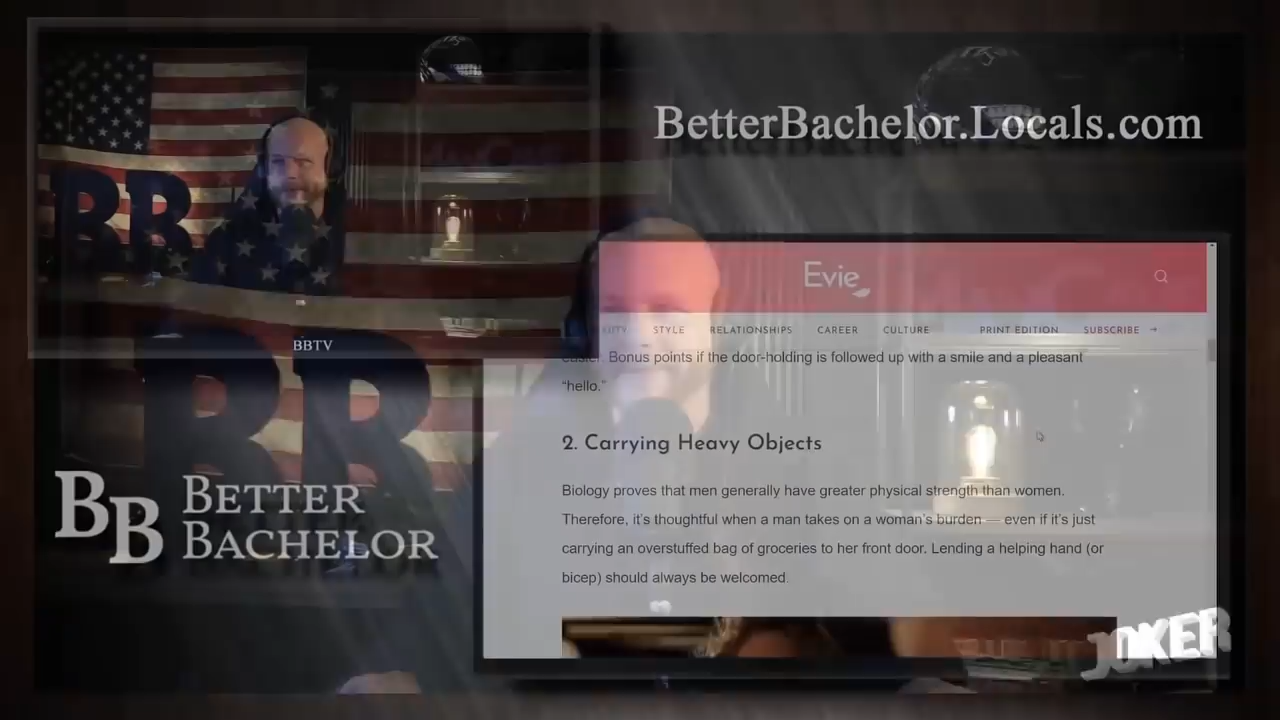 BetterBachelor.Locals.com
BB
Evie
STYLE RELATIONSHIPS CAREER CULTURE PRINT EDITION SUBSCRIBE →
easier. Bonus points if the door-holding is followed up with a smile and a pleasant
“hello.”
BBTV
BB
2. Carrying Heavy Objects
Biology proves that men generally have greater physical strength than women.
Therefore, it’s thoughtful when a man takes on a woman’s burden — even if it’s just
carrying an overstuffed bag of groceries to her front door. Lending a helping hand (or
bicep) should always be welcomed.
BB BETTER
BACHELOR
JOKER